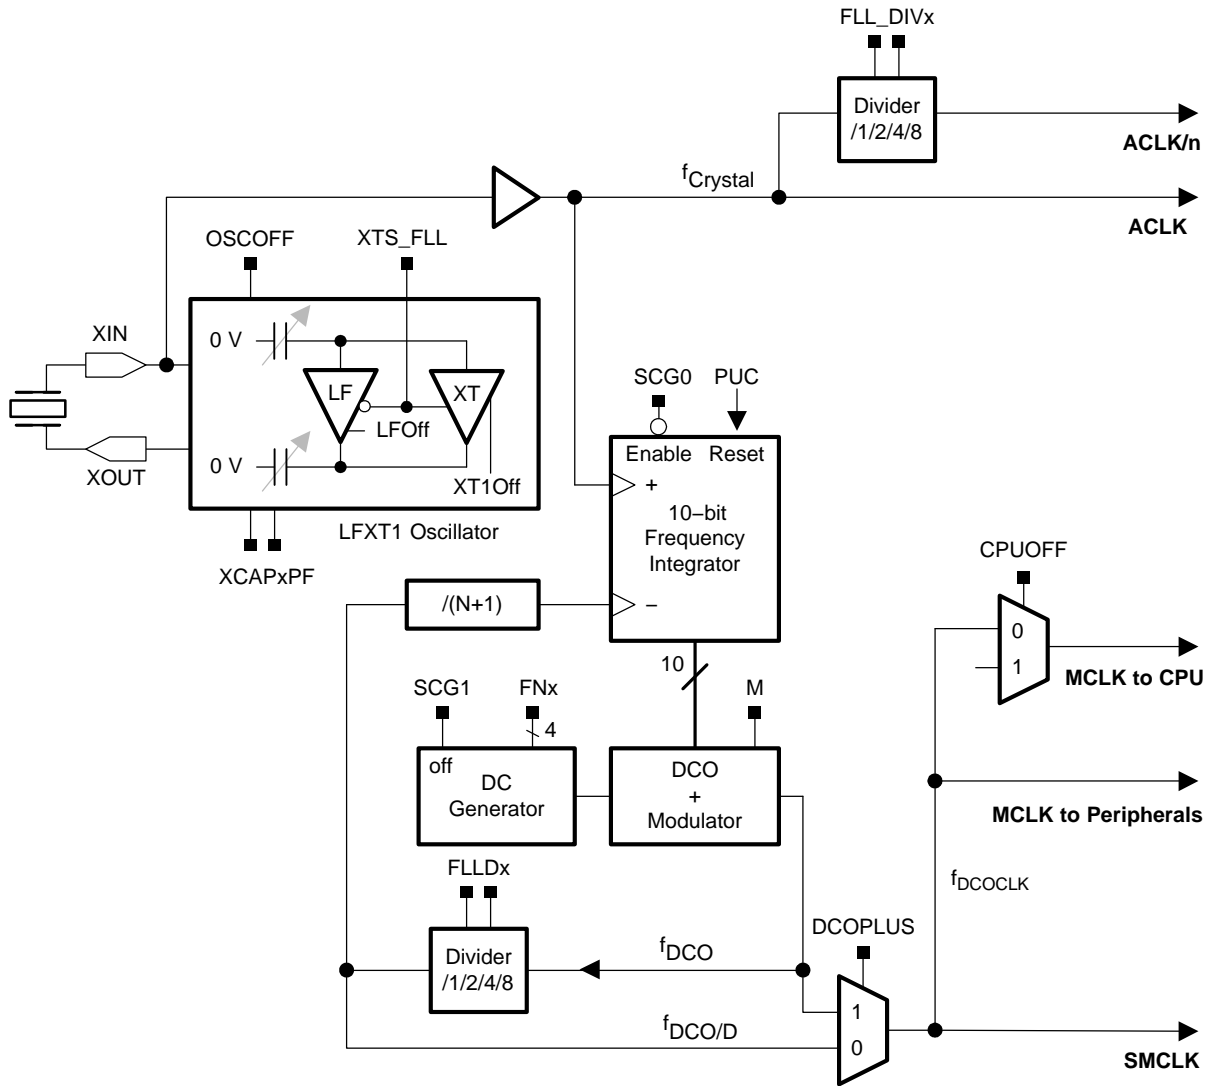 FLL_DIVx
Divider
/1/2/4/8
ACLK/n
fCrystal
ACLK
OSCOFF
XTS_FLL
XIN
0 V
LF
XT
LFOff
0 V
XOUT
XT1Off
LFXT1 Oscillator
XCAPxPF
SCG0
PUC
Enable
Reset
+
10−bit
Frequency
Integrator
−
/(N+1)
CPUOFF
0
1
MCLK to CPU
10
SCG1
FNx
4
M
off
DC
Generator
DCO
+
Modulator
MCLK to Peripherals
FLLDx
fDCOCLK
Divider
/1/2/4/8
fDCO
DCOPLUS
1
0
fDCO/D
SMCLK